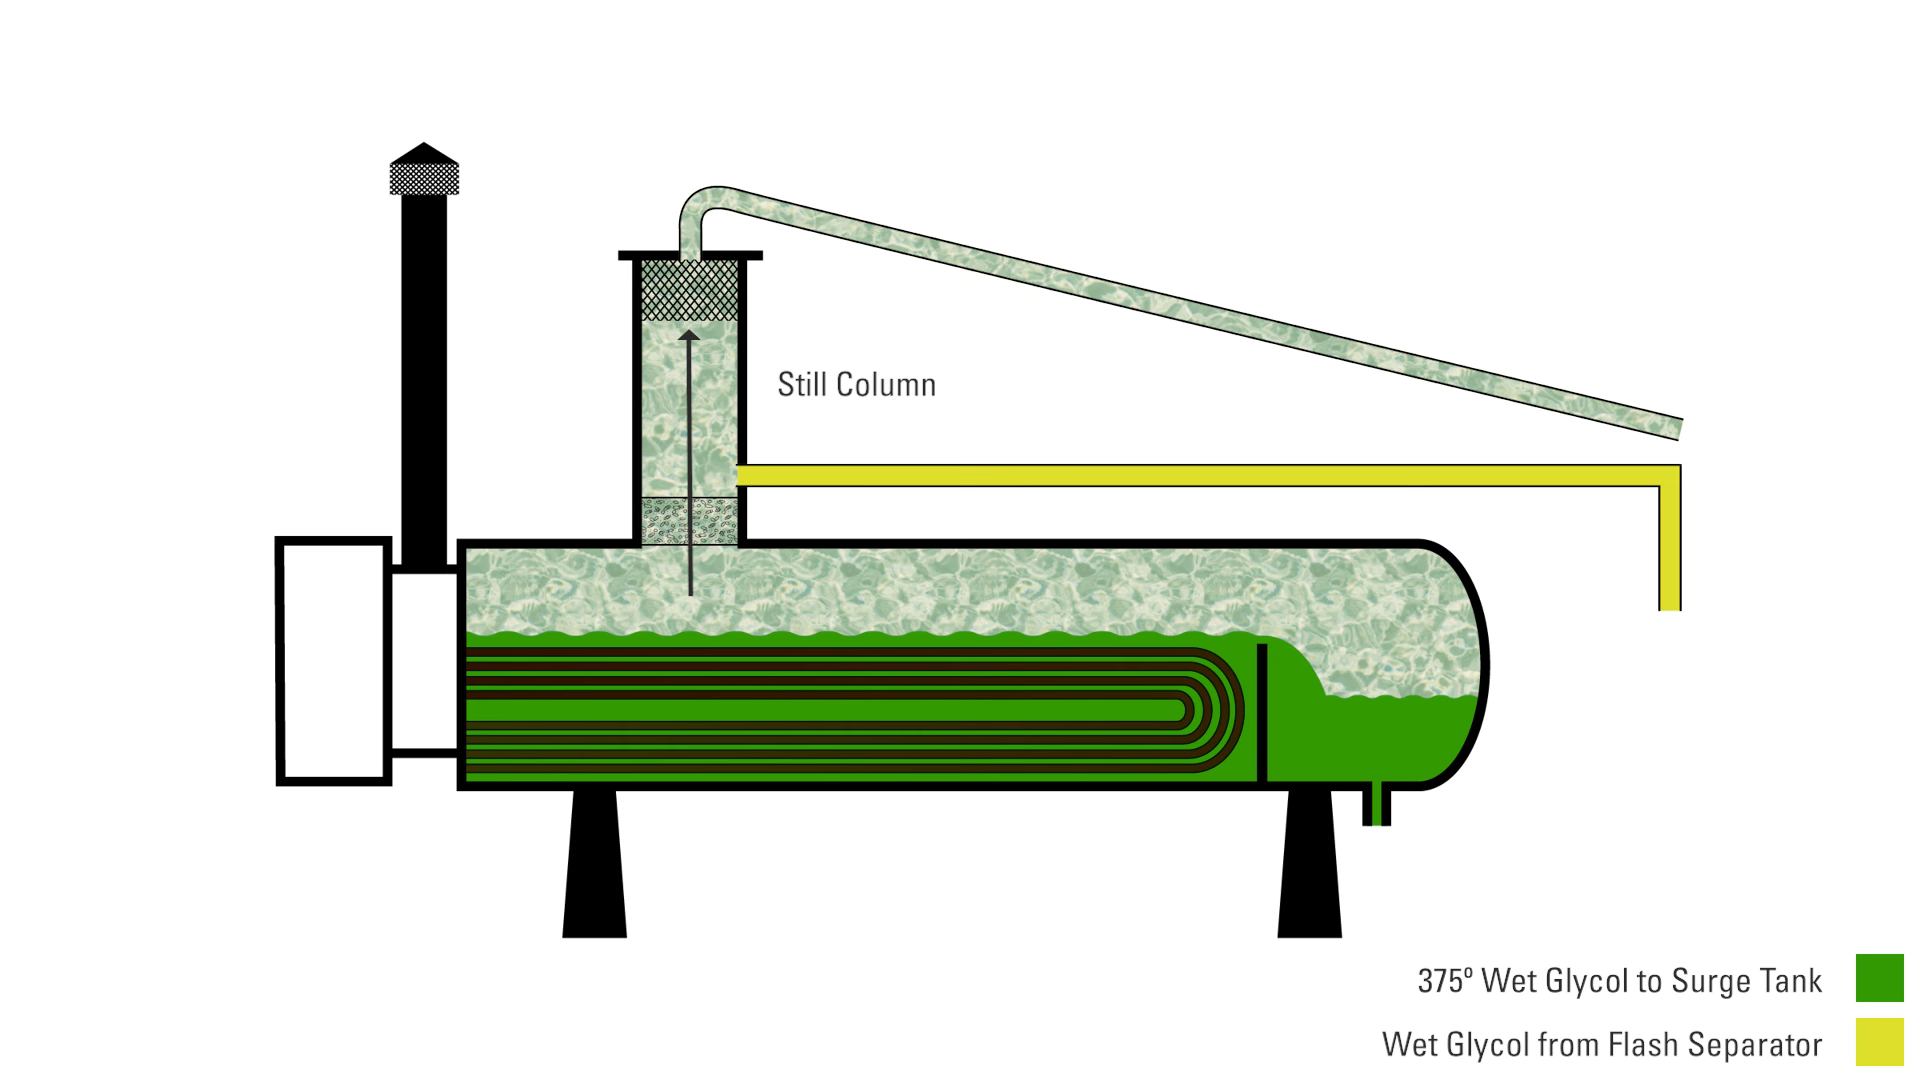 Still Column
375º Wet Glycol to Surge Tank
Wet Glycol from Flash Separator